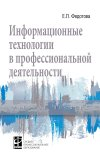 Е.Л. Федотова
Информационные
технологии
в профессиональной
деятельности